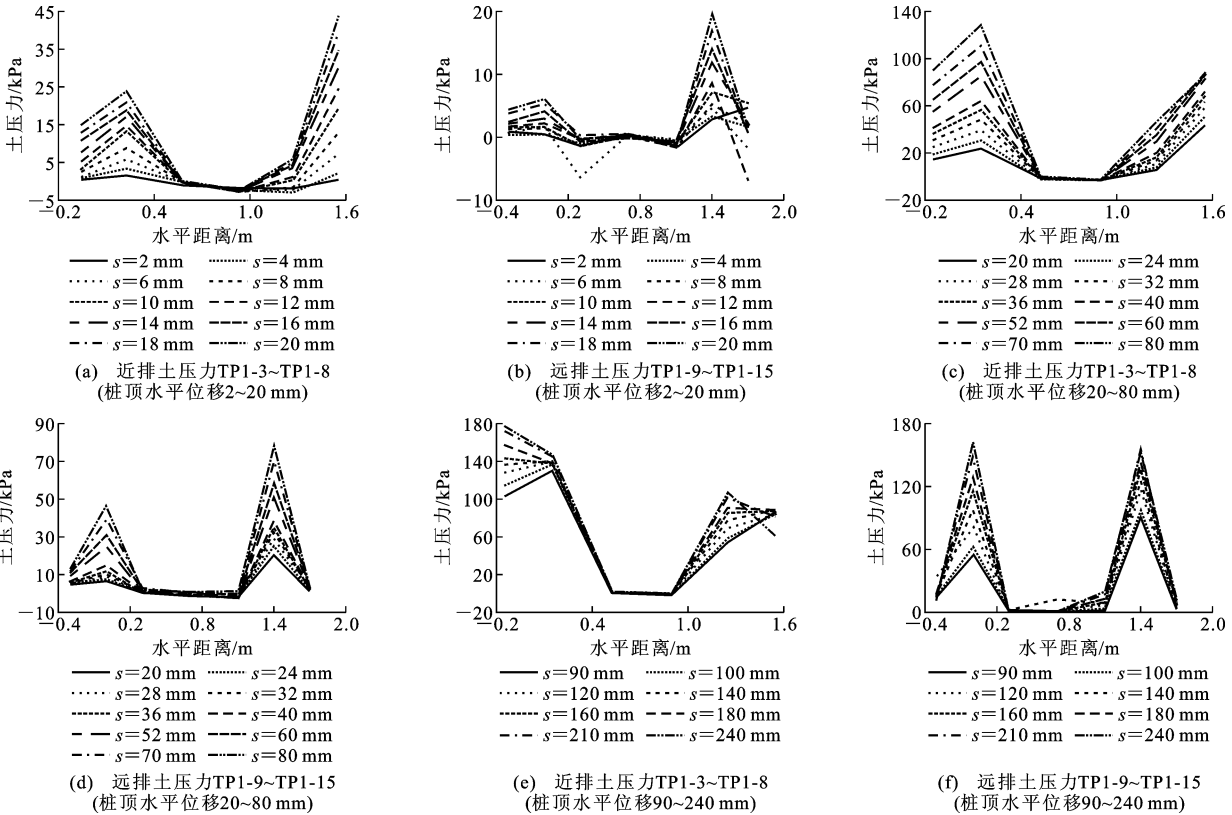 45
35
25
15
5
−5
土压力/kPa
−0.2 0.4 1.0 1.6
水平距离/m
s=2 mm s=4 mm
s=6 mm s=8 mm
s=10 mm s=12 mm
s=14 mm s=16 mm
s=18 mm s=20 mm
(a) 近排土压力TP1-3~TP1-8
(桩顶水平位移2~20 mm)
20
10
0
−10
土压力/kPa
−0.4 0.2 0.8 1.4 2.0
水平距离/m
s=2 mm s=4 mm
s=6 mm s=8 mm
s=10 mm s=12 mm
s=14 mm s=16 mm
s=18 mm s=20 mm
(b) 远排土压力TP1-9~TP1-15
(桩顶水平位移2~20 mm)
140
100
60
20
−20
土压力/kPa
−0.2 0.4 1.0 1.6
水平距离/m
s=20 mm s=24 mm
s=28 mm s=32 mm
s=36 mm s=40 mm
s=52 mm s=60 mm
s=70 mm s=80 mm
(c) 近排土压力TP1-3~TP1-8
(桩顶水平位移20~80 mm)
90
70
50
30
10
−10
土压力/kPa
−0.4 0.2 0.8 1.4 2.0
水平距离/m
s=20 mm s=24 mm
s=28 mm s=32 mm
s=36 mm s=40 mm
s=52 mm s=60 mm
s=70 mm s=80 mm
(d) 远排土压力TP1-9~TP1-15
(桩顶水平位移20~80 mm)
180
140
100
60
20
−20
土压力/kPa
−0.2 0.4 1.0 1.6
水平距离/m
s=90 mm s=100 mm
s=120 mm s=140 mm
s=160 mm s=180 mm
s=210 mm s=240 mm
(e) 近排土压力TP1-3~TP1-8
(桩顶水平位移90~240 mm)
180
120
60
0
土压力/kPa
−0.4 0.2 0.8 1.4 2.0
水平距离/m
s=90 mm s=100 mm
s=120 mm s=140 mm
s=160 mm s=180 mm
s=210 mm s=240 mm
(f) 远排土压力TP1-9~TP1-15
(桩顶水平位移90~240 mm)